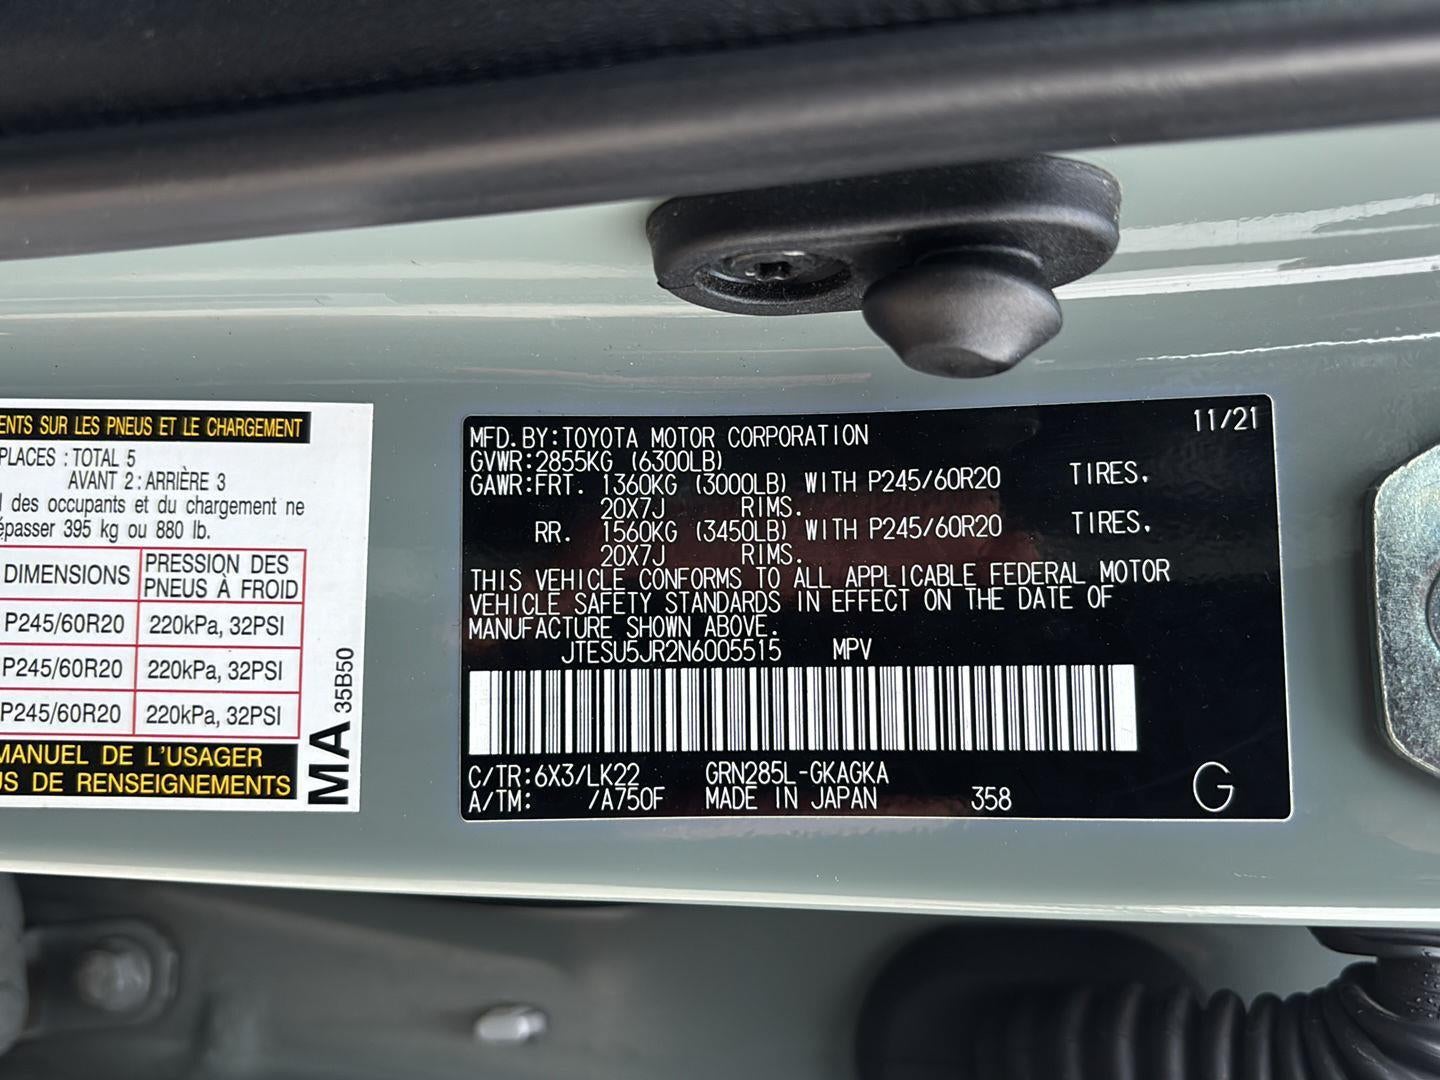 ENTS SUR LES PNEUS ET LE CHARGEMENT
PLACES : TOTAL 5
AVANT 2 : ARRIÈRE 3
des occupants et du chargement ne
épasser 395 kg ou 880 lb.
DIMENSIONS
PRESSION DES
PNEUS À FROID
P245/60R20 220kPa, 32PSI
P245/60R20 220kPa, 32PSI
P245/60R20 220kPa, 32PSI
MANUEL DE L'USAGER
US DE RENSEIGNEMENTS
MA 35B50
11/21
MFD. BY: TOYOTA MOTOR CORPORATION
GVWR: 2855KG (6300LB)
GAWR: FRT. 1360KG (3000LB) WITH P245/60R20 TIRES.
20X7J RIMS.
RR. 1560KG (3450LB) WITH P245/60R20 TIRES.
20X7J RIMS.
THIS VEHICLE CONFORMS TO ALL APPLICABLE FEDERAL MOTOR
VEHICLE SAFETY STANDARDS IN EFFECT ON THE DATE OF
MANUFACTURE SHOWN ABOVE.
JTESU5JR2N6005515 MPV
C/TR: 6X3/LK22 GRN285L-GKAGKA
A/TM: /A750F MADE IN JAPAN 358
G